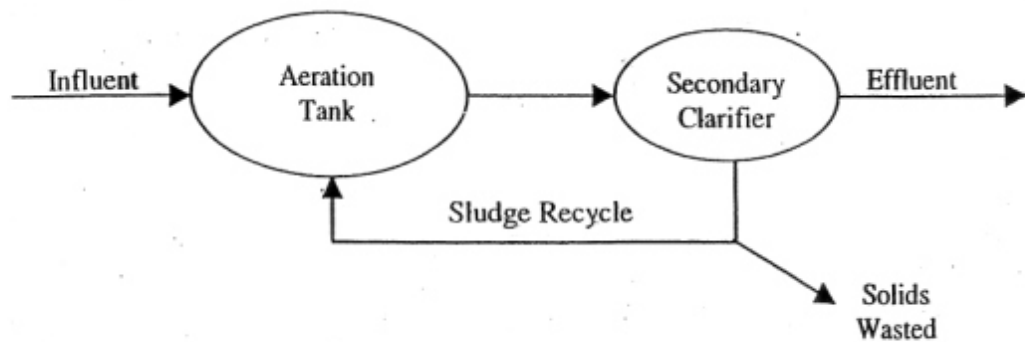 Influent
Aeration
Tank
Secondary
Clarifier
Effluent
Sludge Recycle
Solids
Wasted